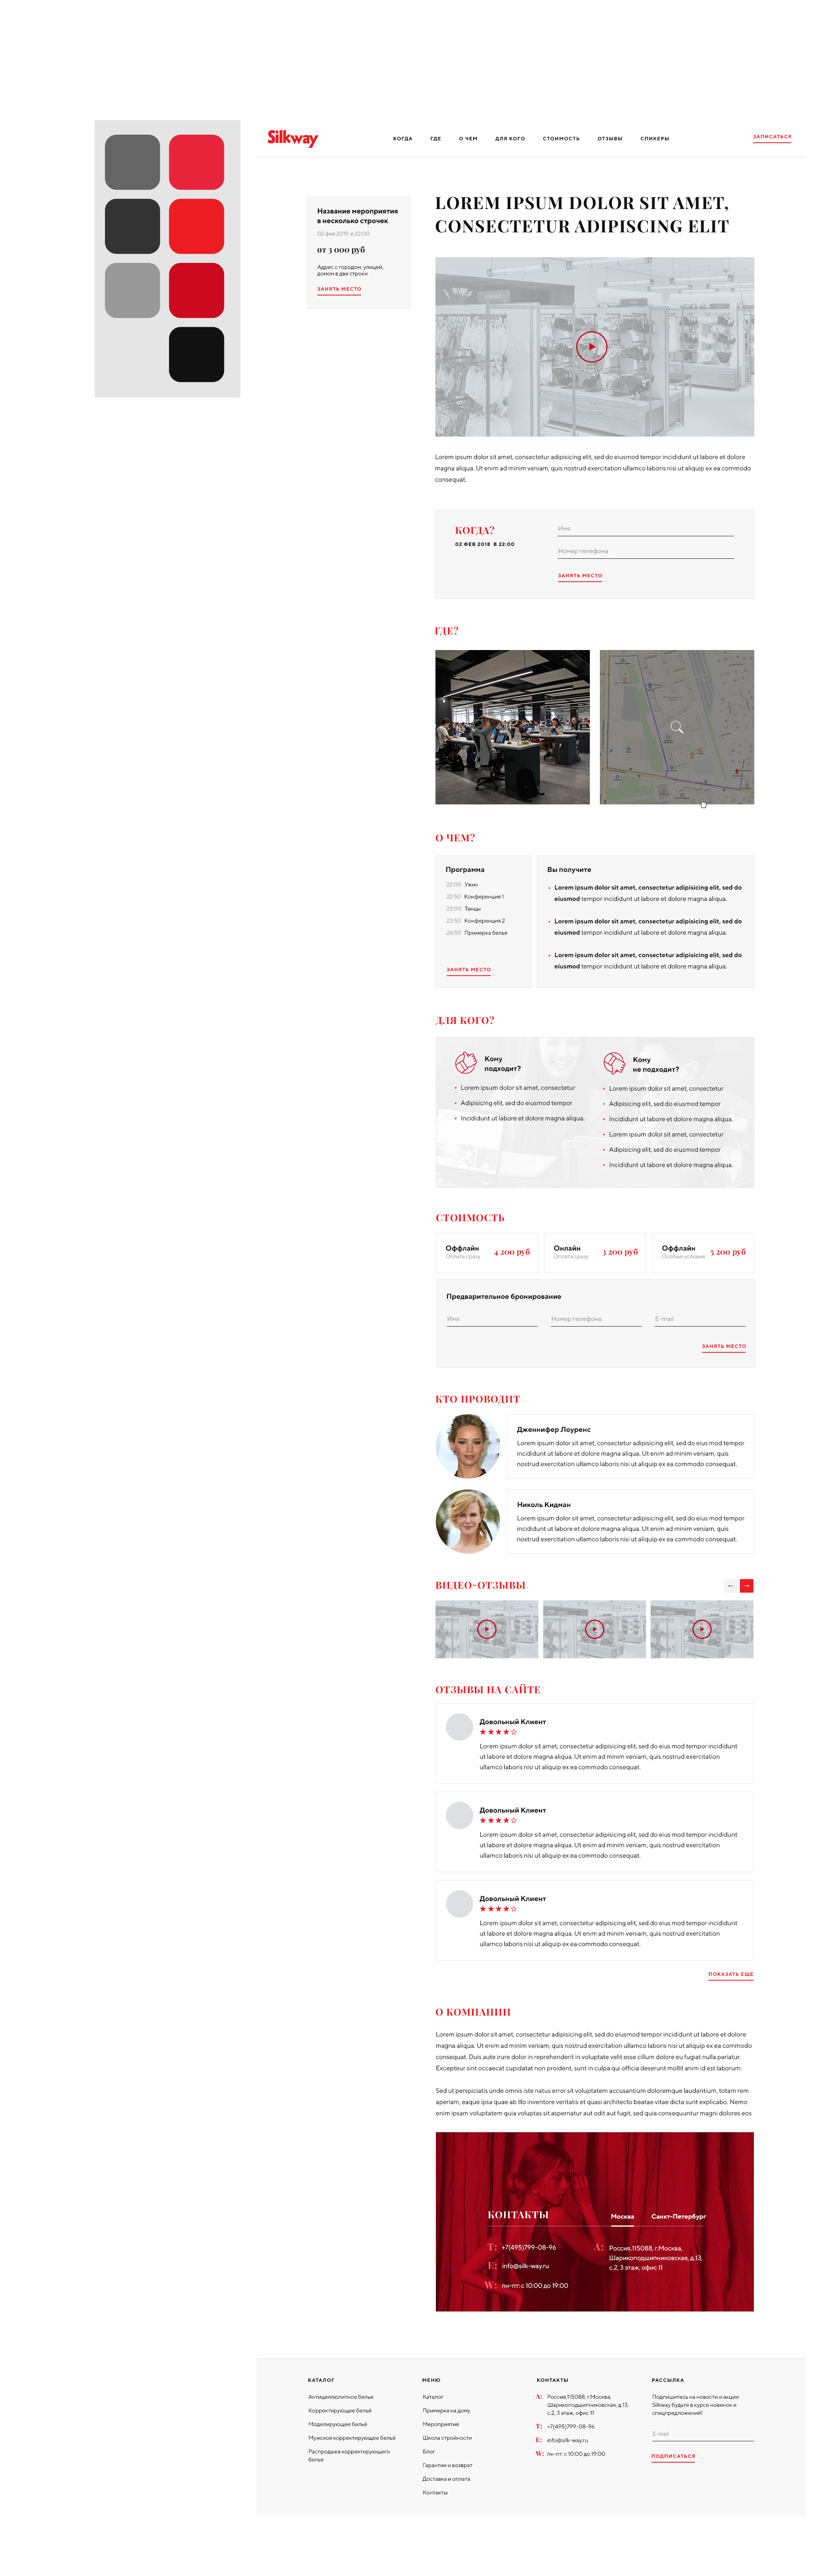 Silkway
КОГДА
ГДЕ
О ЧЕМ
ДЛЯ КОГО
СТОИМОСТЬ
ОТЗЫВЫ
СПИКЕРЫ
ЗАПИСАТЬСЯ
Название мероприятия
в несколько строчек
02 фев 2019 в 22:00
от 3 000 руб
Адрес с городом, улицей,
домом в две строки
ЗАНЯТЬ МЕСТО
LOREM IPSUM DOLOR SIT AMET,
CONSECTETUR ADIPISCING ELIT
Lorem ipsum dolor sit amet, consectetur adipisicing elit, sed do eiusmod tempor incididunt ut labore et dolore
magna aliqua. Ut enim ad minim veniam, quis nostrud exercitation ullamco laboris nisi ut aliquip ex ea commodo
consequat.
КОГДА?
02 ФЕВ 2018 В 22:00
Имя
Номер телефона
ЗАНЯТЬ МЕСТО
ГДЕ?
О ЧЕМ?
Программа
22:00 Ужин
22:50 Конференция 1
23:00 Танцы
23:50 Конференция 2
24:50 Примерка белья
ЗАНЯТЬ МЕСТО
Вы получите
• Lorem ipsum dolor sit amet, consectetur adipisicing elit, sed do
eiusmod tempor incididunt ut labore et dolore magna aliqua.
• Lorem ipsum dolor sit amet, consectetur adipisicing elit, sed do
eiusmod tempor incididunt ut labore et dolore magna aliqua.
• Lorem ipsum dolor sit amet, consectetur adipisicing elit, sed do
eiusmod tempor incididunt ut labore et dolore magna aliqua.
ДЛЯ КОГО?
Кому
подходит?
• Lorem ipsum dolor sit amet, consectetur
• Adipisicing elit, sed do eiusmod tempor
• Incididunt ut labore et dolore magna aliqua.
Кому
не подходит?
• Lorem ipsum dolor sit amet, consectetur
• Adipisicing elit, sed do eiusmod tempor
• Incididunt ut labore et dolore magna aliqua.
• Lorem ipsum dolor sit amet, consectetur
• Adipisicing elit, sed do eiusmod tempor
• Incididunt ut labore et dolore magna aliqua.
СТОИМОСТЬ
Оффлайн
Оплата сразу
4 200 руб
Онлайн
Оплата сразу
3 200 руб
Оффлайн
Особые условия
5 200 руб
Предварительное бронирование
Имя
Номер телефона
E-mail
ЗАНЯТЬ МЕСТО
КТО ПРОВОДИТ
Дженнифер Лоуренс
Lorem ipsum dolor sit amet, consectetur adipisicing elit, sed do eius mod tempor
incididunt ut labore et dolore magna aliqua. Ut enim ad minim veniam, quis
nostrud exercitation ullamco laboris nisi ut aliquip ex ea commodo consequat.
Николь Кидман
Lorem ipsum dolor sit amet, consectetur adipisicing elit, sed do eius mod tempor
incididunt ut labore et dolore magna aliqua. Ut enim ad minim veniam, quis
nostrud exercitation ullamco laboris nisi ut aliquip ex ea commodo consequat.
ВИДЕО-ОТЗЫВЫ
ОТЗЫВЫ НА САЙТЕ
Довольный Клиент
Lorem ipsum dolor sit amet, consectetur adipisicing elit, sed do eius mod tempor incididunt
ut labore et dolore magna aliqua. Ut enim ad minim veniam, quis nostrud exercitation
ullamco laboris nisi ut aliquip ex ea commodo consequat.
Довольный Клиент
Lorem ipsum dolor sit amet, consectetur adipisicing elit, sed do eius mod tempor incididunt
ut labore et dolore magna aliqua. Ut enim ad minim veniam, quis nostrud exercitation
ullamco laboris nisi ut aliquip ex ea commodo consequat.
Довольный Клиент
Lorem ipsum dolor sit amet, consectetur adipisicing elit, sed do eius mod tempor incididunt
ut labore et dolore magna aliqua. Ut enim ad minim veniam, quis nostrud exercitation
ullamco laboris nisi ut aliquip ex ea commodo consequat.
ПОКАЗАТЬ ЕЩЕ
О КОМПАНИИ
Lorem ipsum dolor sit amet, consectetur adipisicing elit, sed do eiusmod tempor incididunt ut labore et dolore
magna aliqua. Ut enim ad minim veniam, quis nostrud exercitation ullamco laboris nisi ut aliquip ex ea commodo
consequat. Duis aute irure dolor in reprehenderit in voluptate velit esse cillum dolore eu fugiat nulla pariatur.
Excepteur sint occaecat cupidatat non proident, sunt in culpa qui officia deserunt mollit anim id est laborum.
Sed ut perspiciatis unde omnis iste natus error sit voluptatem accusantium doloremque laudantium, totam rem
aperiam, eaque ipsa quae ab illo inventore veritatis et quasi architecto beatae vitae dicta sunt explicabo. Nemo
enim ipsam voluptatem quia voluptas sit aspernatur aut odit aut fugit, sed quia consequuntur magni dolores eos
КОНТАКТЫ
Москва
Санкт-Петербург
T: +7(495)799-08-96
E: info@silk-way.ru
W: пн-пт: с 10:00 до 19:00
A: Россия,115088, г.Москва,
Шарикоподшипниковская, д.13,
с.2, 3 этаж, офис 11
КАТАЛОГ
Антицеллюлитное белье
Корректирующее бельё
Моделирующее бельё
Мужское корректирующее бельё
Распродажа корректирующего
белья
МЕНЮ
Каталог
Примерка на дому
Мероприятия
Школа стройности
Блог
Гарантии и возврат
Доставка и оплата
Контакты
КОНТАКТЫ
A: Россия,115088, г.Москва,
Шарикоподшипниковская, д.13,
с.2, 3 этаж, офис 11
T: +7(495)799-08-96
E: info@silk-way.ru
W: пн-пт: с 10:00 до 19:00
РАССЫЛКА
Подпишитесь на новости и акции
Silkway будьте в курсе новинок и
спецпредложений!
E-mail
ПОДПИСАТЬСЯ